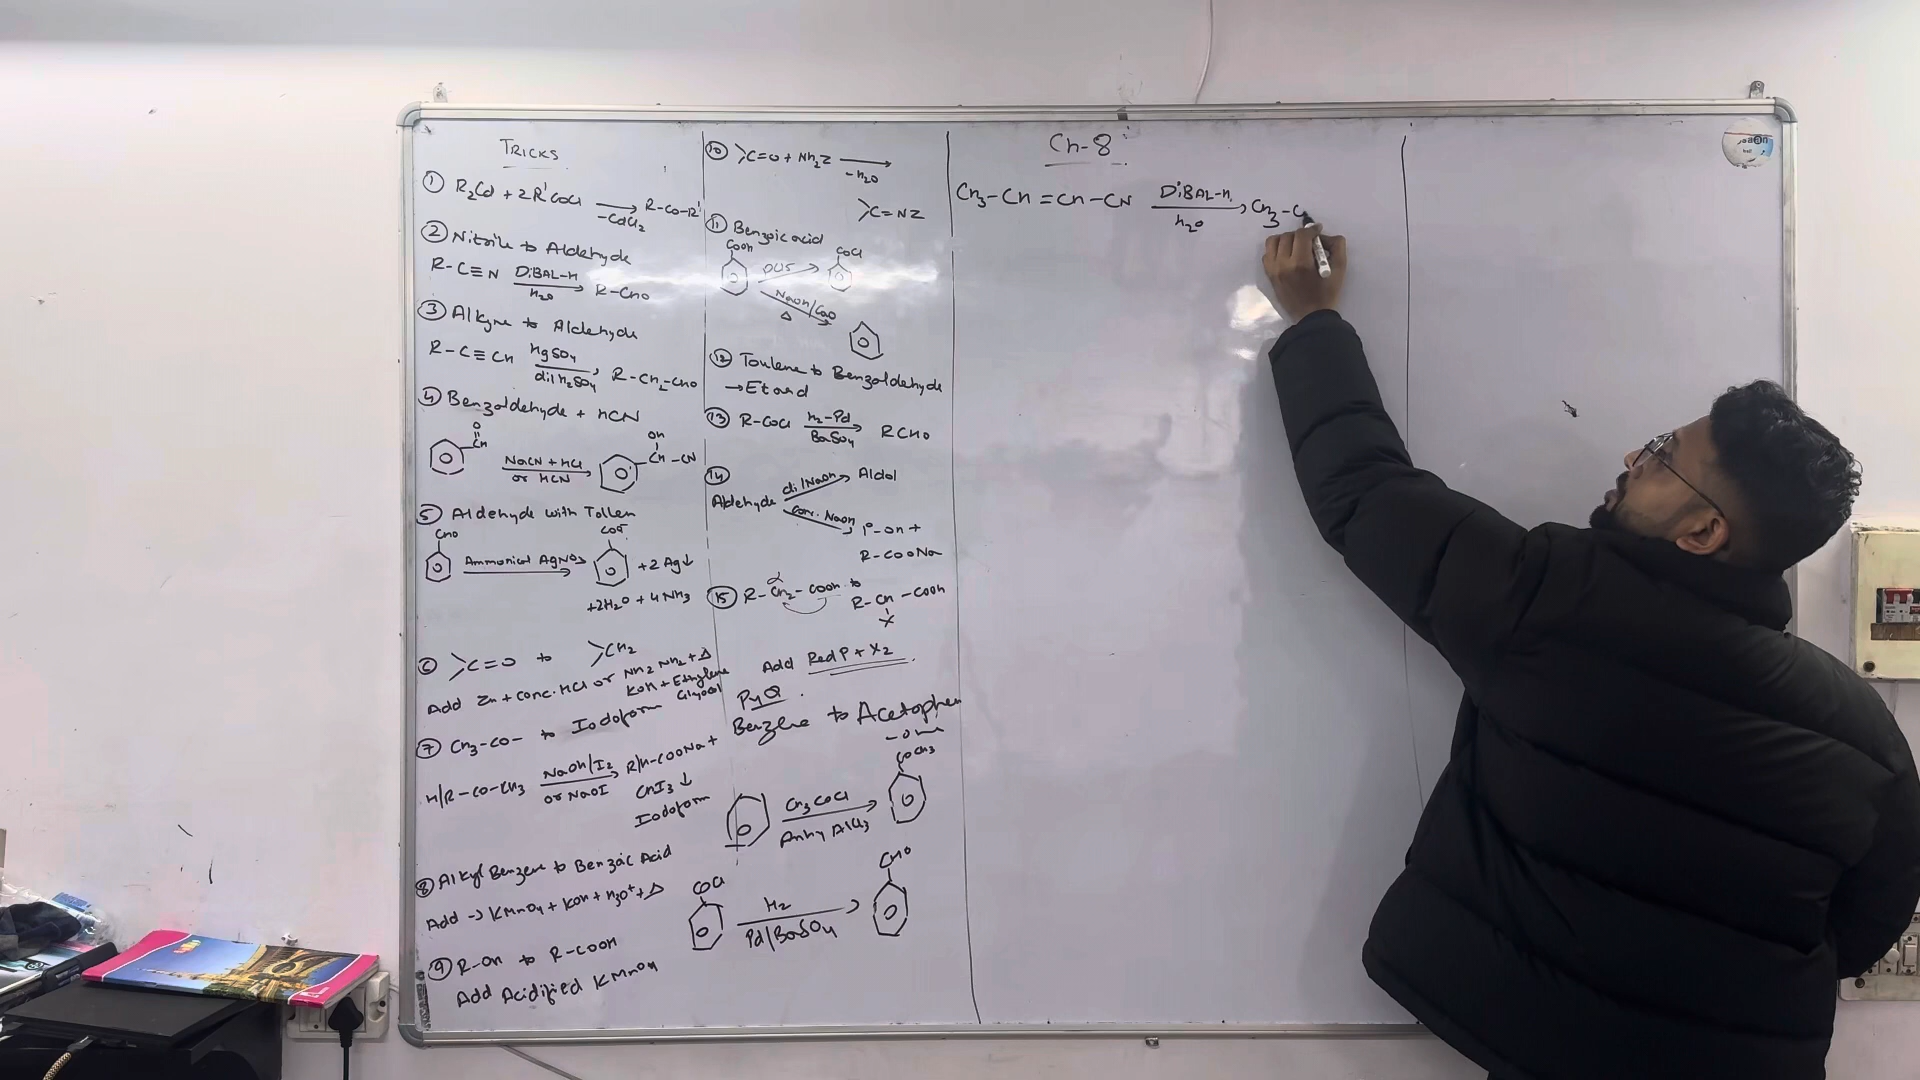 TRICKS
① R₂Cd + 2R'COCl → R-CO-R'
-CdCl₂
② Nitrile to Aldehyde
R-C≡N DiBAL-H → R-CHO
H₂O
③ Alkyne to Aldehyde
R-C≡CH HgSO₄ → R-CH₂-CHO
dil H₂SO₄
④ Benzaldehyde + HCN
O
CH
NaCN + HCl
or HCN
OH
CH-CN
⑤ Aldehyde with Tollen
CHO
Ammonical AgNO₃ →
COO⁻
+2Ag↓
+2H₂O + 4NH₃
⑥ >C=O to >CH₂
Add Zn + Conc. HCl or NH₂NH₂ + Δ
KOH + Ethylene
Glycol
⑦ CH₃-CO- to Iodoform
H/R-CO-CH₃ NaOH/I₂ → R/H-COONa +
or NaOI
CHI₃↓
Iodoform
⑧ Alkyl Benzene to Benzoic Acid
Add → KMnO₄ + KOH + H₃O⁺ + Δ
⑨ R-OH to R-COOH
Add Acidified KMnO₄
⑩ >C=O + NH₂Z →
-H₂O
>C=NZ
⑪ Benzoic acid
COOH
PCl5 →
COCl
NaOH/CaO
Δ
⑫ Toulene to Benzaldehyde
→ Etard
⑬ R-COCl H₂-Pd → RCHO
BaSO₄
⑭
Aldehyde dil NaOH → Aldol
Conc. NaOH → P-OH +
R-COONa
⑮ R-CH₂-COOH to
α
R-CH-COOH
X
Add Red P + X₂
PYQ
Benzene to Acetophen
-one
COCH₃
CH₃COCl →
Anhy AlCl₃
COCl
H₂ →
Pd/BaSO₄
CHO
Ch-8
CH₃-CH=CH-CN DiBAL-H → CH₃-C
H₂O